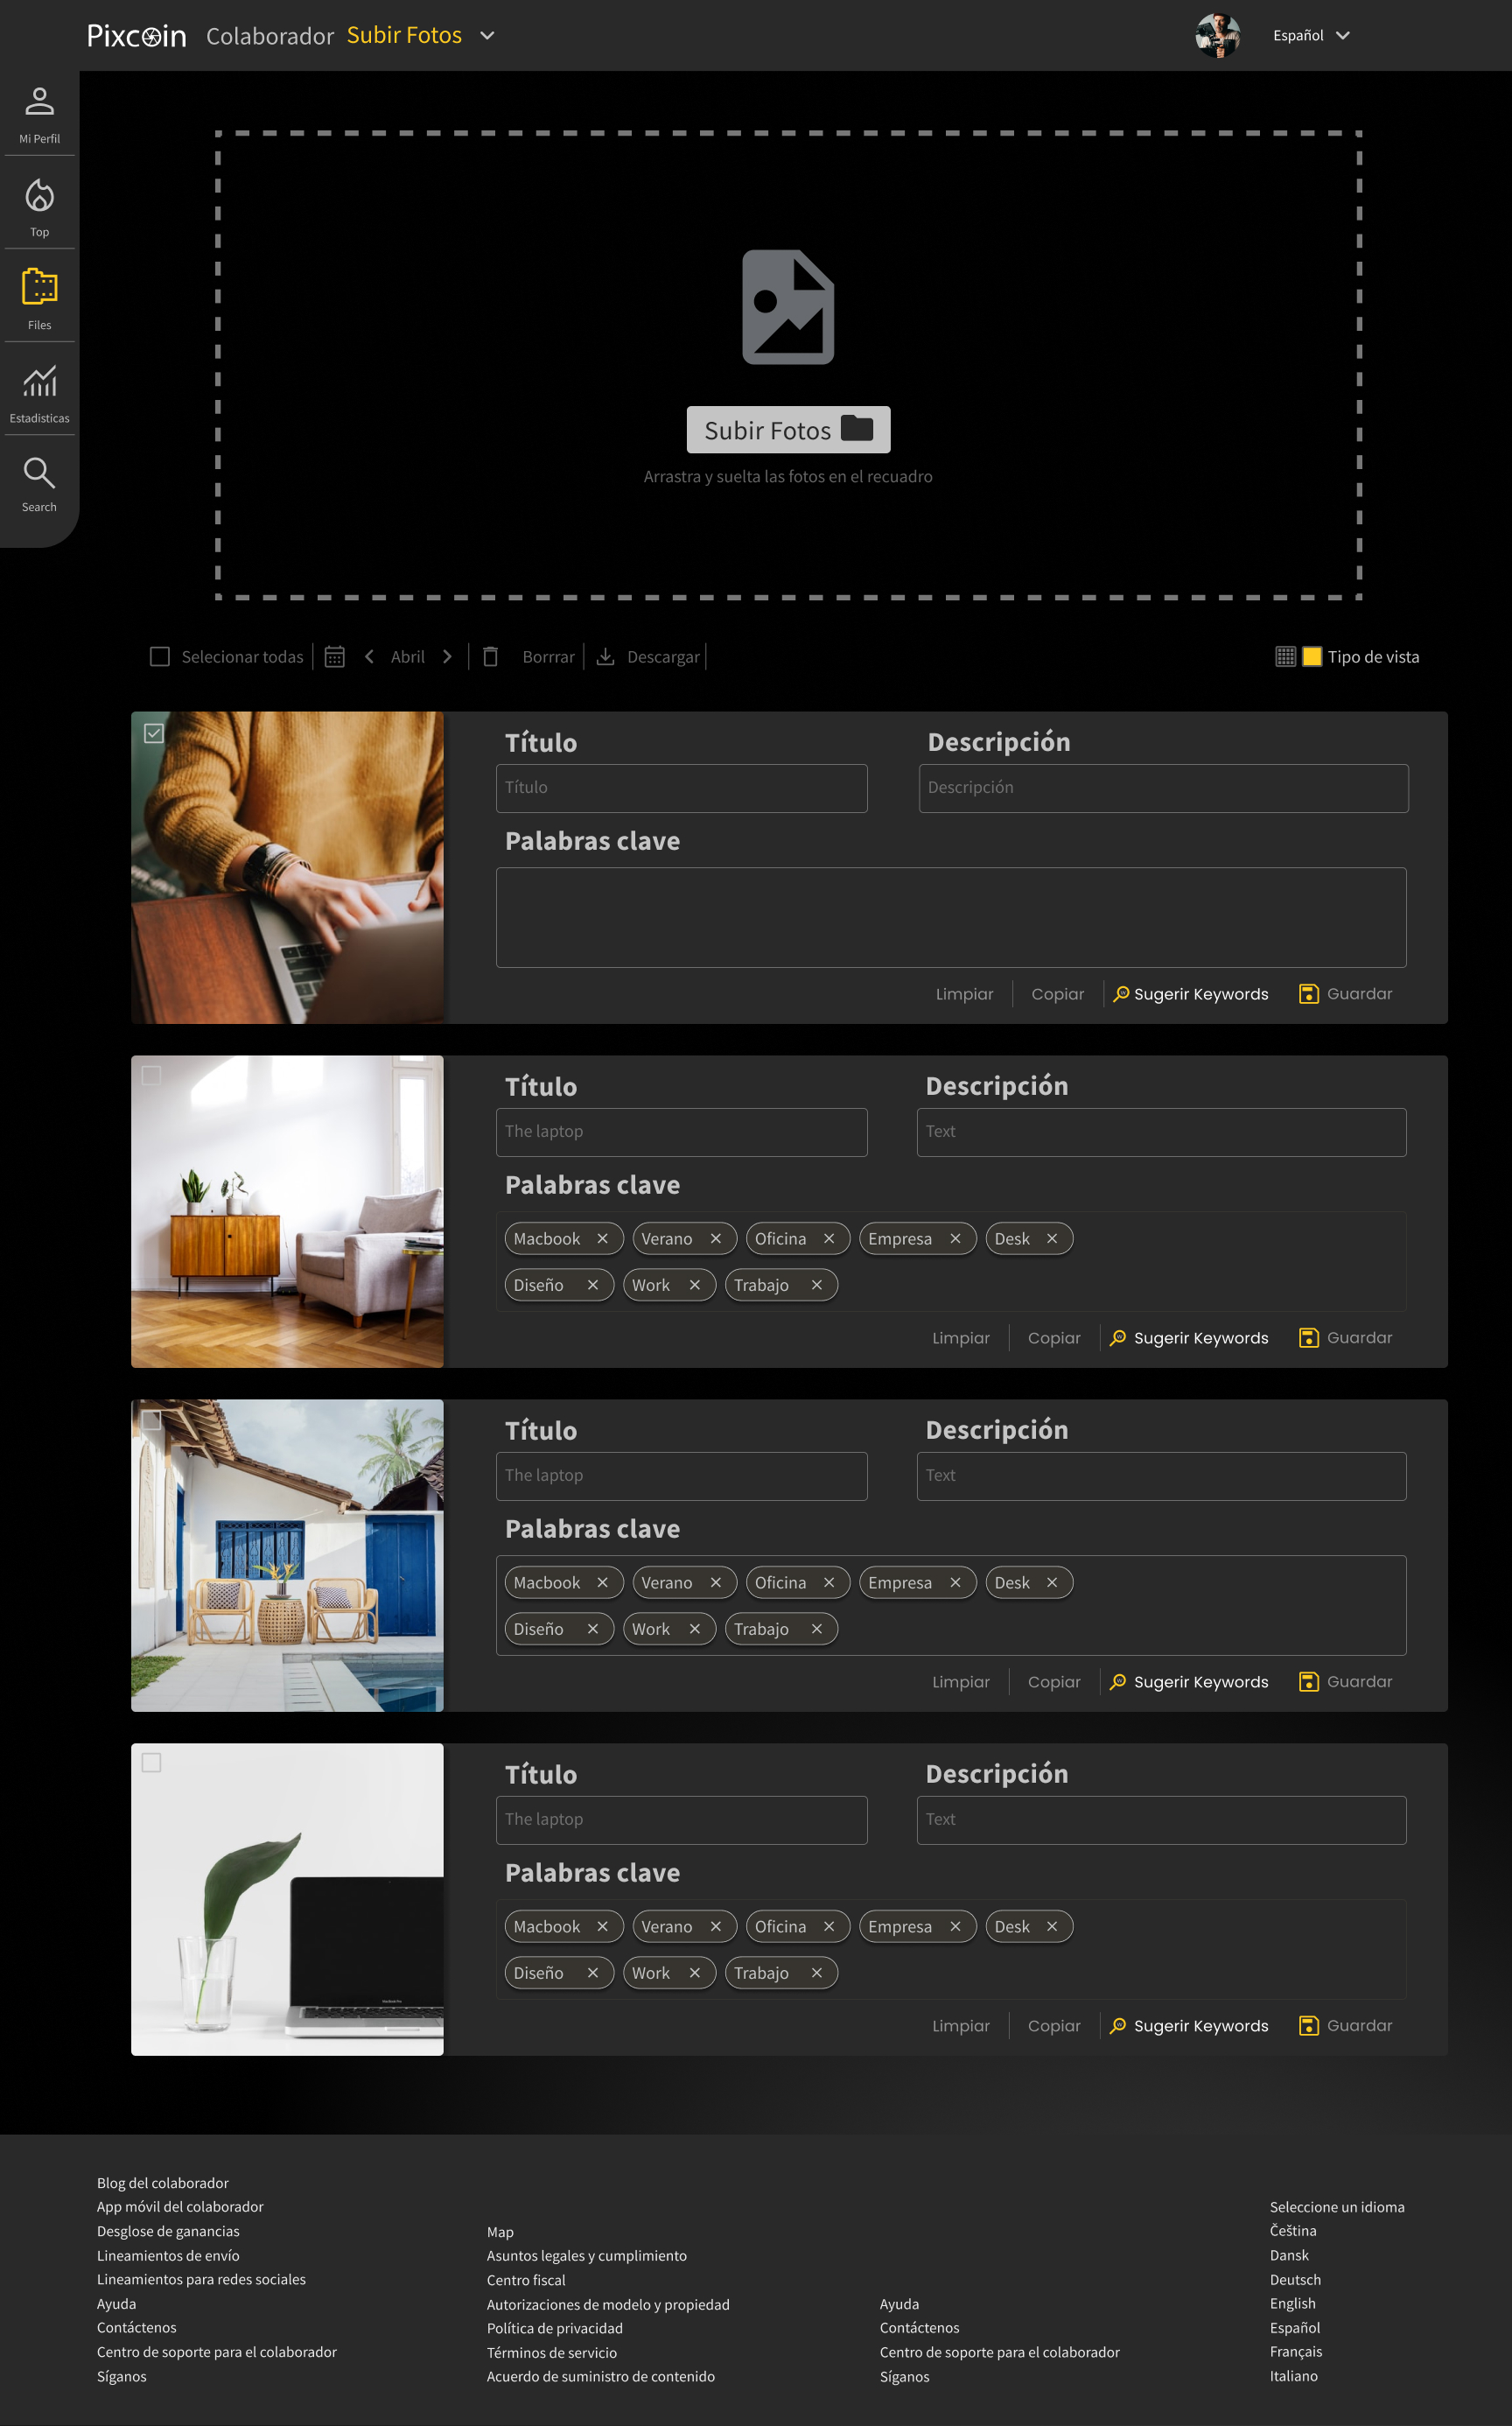 Pixcoin Colaborador Subir Fotos
Español
Mi Perfil
Top
Files
Estadisticas
Search
Subir Fotos
Arrastra y suelta las fotos en el recuadro
Selecionar todas
Abril
Borrrar
Descargar
Tipo de vista
Título
Descripción
Título
Descripción
Palabras clave
Limpiar
Copiar
Sugerir Keywords
Guardar
Título
Descripción
The laptop
Text
Palabras clave
Macbook
Verano
Oficina
Empresa
Desk
Diseño
Work
Trabajo
Limpiar
Copiar
Sugerir Keywords
Guardar
Título
Descripción
The laptop
Text
Palabras clave
Macbook
Verano
Oficina
Empresa
Desk
Diseño
Work
Trabajo
Limpiar
Copiar
Sugerir Keywords
Guardar
Título
Descripción
The laptop
Text
Palabras clave
Macbook
Verano
Oficina
Empresa
Desk
Diseño
Work
Trabajo
Limpiar
Copiar
Sugerir Keywords
Guardar
Blog del colaborador
App móvil del colaborador
Desglose de ganancias
Lineamientos de envío
Lineamientos para redes sociales
Ayuda
Contáctenos
Centro de soporte para el colaborador
Síganos
Map
Asuntos legales y cumplimiento
Centro fiscal
Autorizaciones de modelo y propiedad
Política de privacidad
Términos de servicio
Acuerdo de suministro de contenido
Ayuda
Contáctenos
Centro de soporte para el colaborador
Síganos
Seleccione un idioma
Čeština
Dansk
Deutsch
English
Español
Français
Italiano